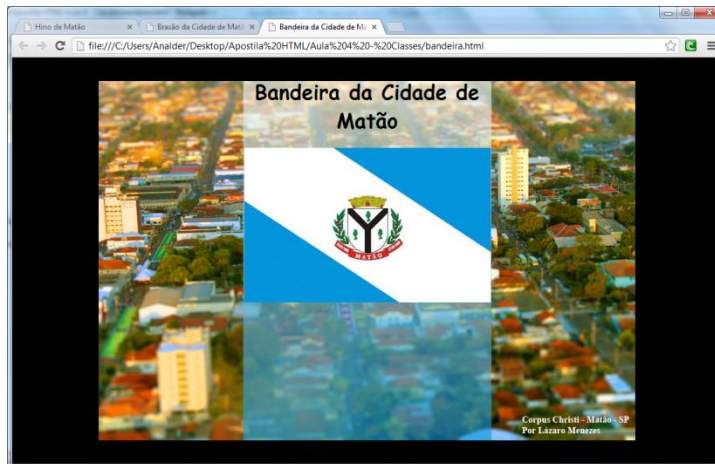 Hino de Matão
Brasão da Cidade de Mat
Bandeira da Cidade de M
file:///C:/Users/Analder/Desktop/Apostila%20HTML/Aula%204%20-%20Classes/bandeira.html
Bandeira da Cidade de
Matão
MATÃO
Corpus Christi - Matão - SP
Por Lázaro Menezes